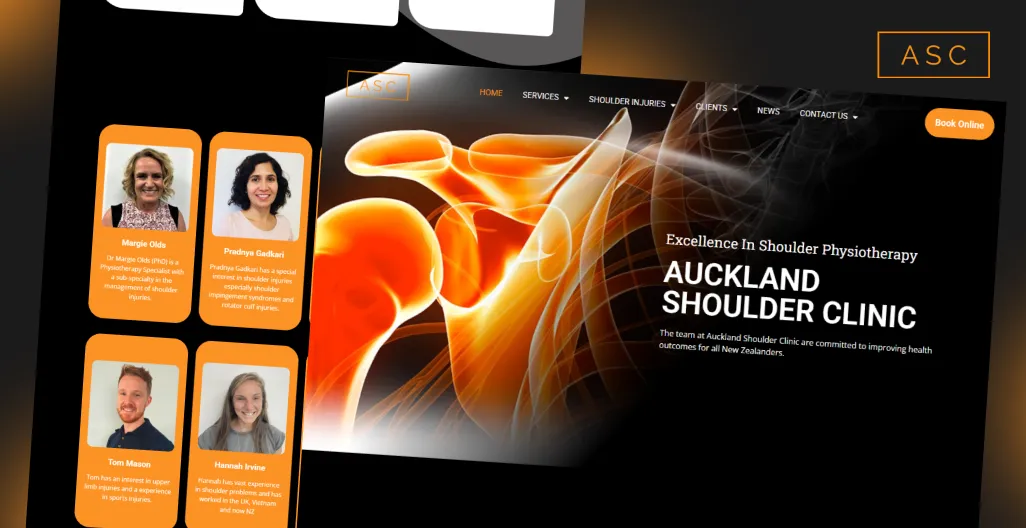 ASC
ASC
HOME
SERVICES
SHOULDER INJURIES
CLIENTS
NEWS
CONTACT US
Book Online
Excellence In Shoulder Physiotherapy
AUCKLAND
SHOULDER CLINIC
The team at Auckland Shoulder Clinic are committed to improving health
outcomes for all New Zealanders.
Margie Olds
Dr Margie Olds (PhD) is a
Physiotherapy Specialist with
a sub-specialty in the
management of shoulder
injuries.
Pradnye Gadkari
Pradnya Gadkari has a special
interest in shoulder injuries
especially shoulder
impingement syndromes and
rotator cuff injuries.
Tom Mason
Tom has an interest in upper
limb injuries and a experience
in sports injuries.
Hannah Irvine
Hannah has vast experience
in shoulder problems and has
worked in the UK, Vietnam
and now NZ